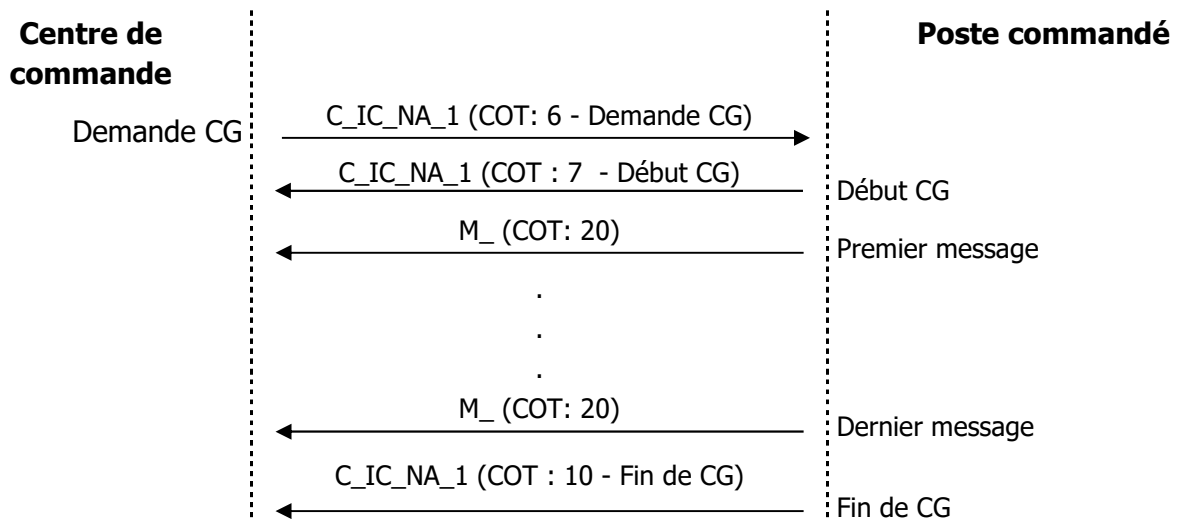 Centre de
commande
Poste commandé
Demande CG
C_IC_NA_1 (COT: 6 - Demande CG)
C_IC_NA_1 (COT : 7 - Début CG)
Début CG
M_ (COT: 20)
Premier message
.
.
.
M_ (COT: 20)
Dernier message
C_IC_NA_1 (COT : 10 - Fin de CG)
Fin de CG